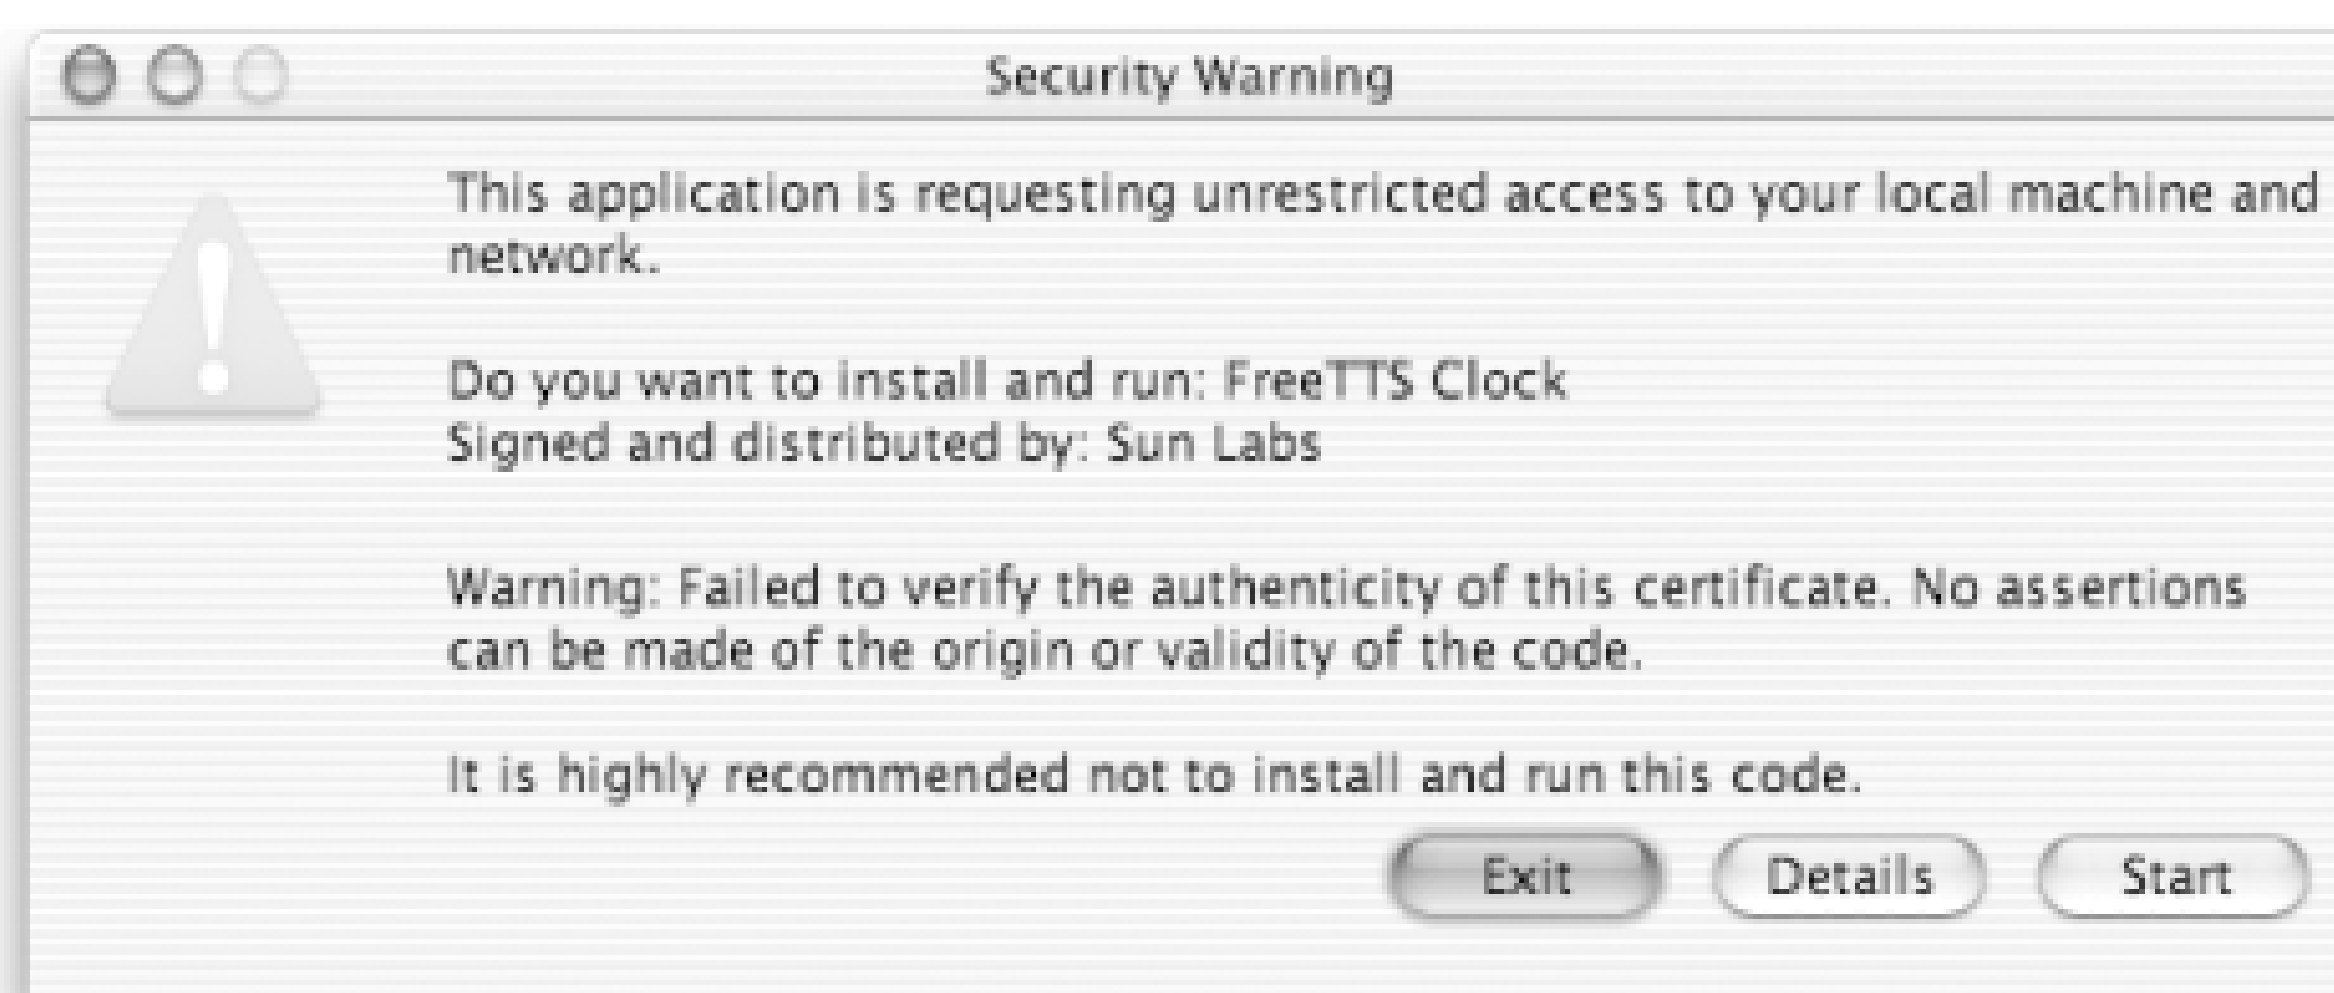 Security Warning
This application is requesting unrestricted access to your local machine and
network.
Do you want to install and run: FreeTTS Clock
Signed and distributed by: Sun Labs
Warning: Failed to verify the authenticity of this certificate. No assertions
can be made of the origin or validity of the code.
It is highly recommended not to install and run this code.
Exit Details Start